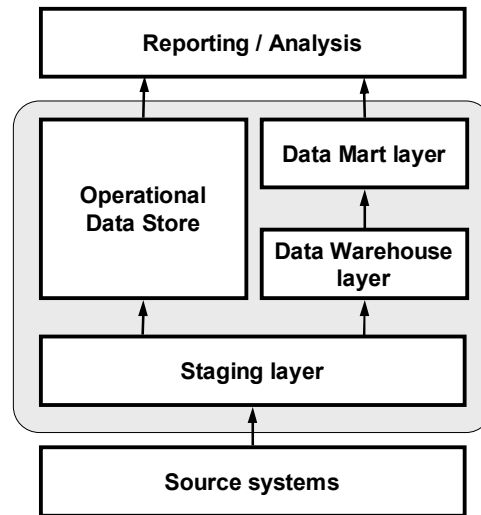 Reporting / Analysis
Operational
Data Store
Data Mart layer
Data Warehouse
layer
Staging layer
Source systems